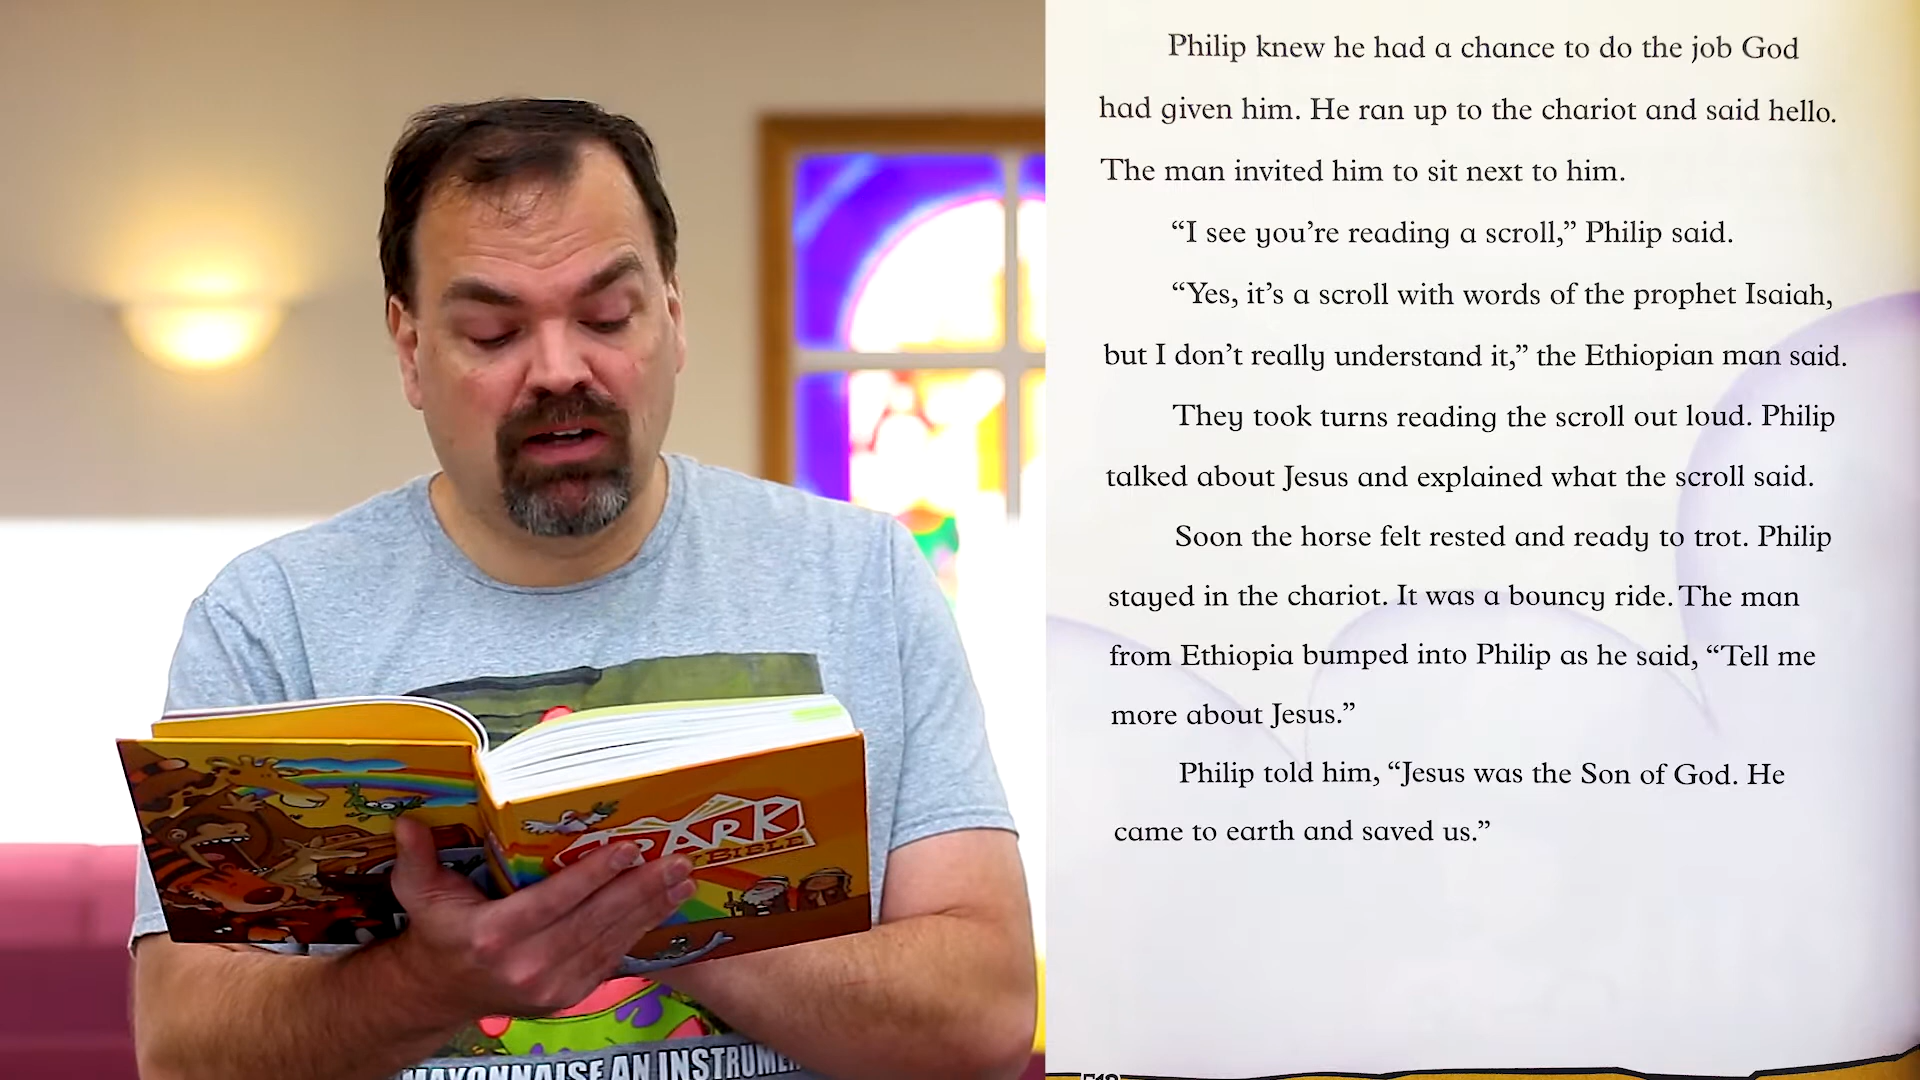 Philip knew he had a chance to do the job God
had given him. He ran up to the chariot and said hello.
The man invited him to sit next to him.
“I see you’re reading a scroll,” Philip said.
“Yes, it’s a scroll with words of the prophet Isaiah,
but I don’t really understand it,” the Ethiopian man said.
They took turns reading the scroll out loud. Philip
talked about Jesus and explained what the scroll said.
Soon the horse felt rested and ready to trot. Philip
stayed in the chariot. It was a bouncy ride. The man
from Ethiopia bumped into Philip as he said, “Tell me
more about Jesus.”
Philip told him, “Jesus was the Son of God. He
came to earth and saved us.”
SPARK
BIBLE
MAYONNAISE AN